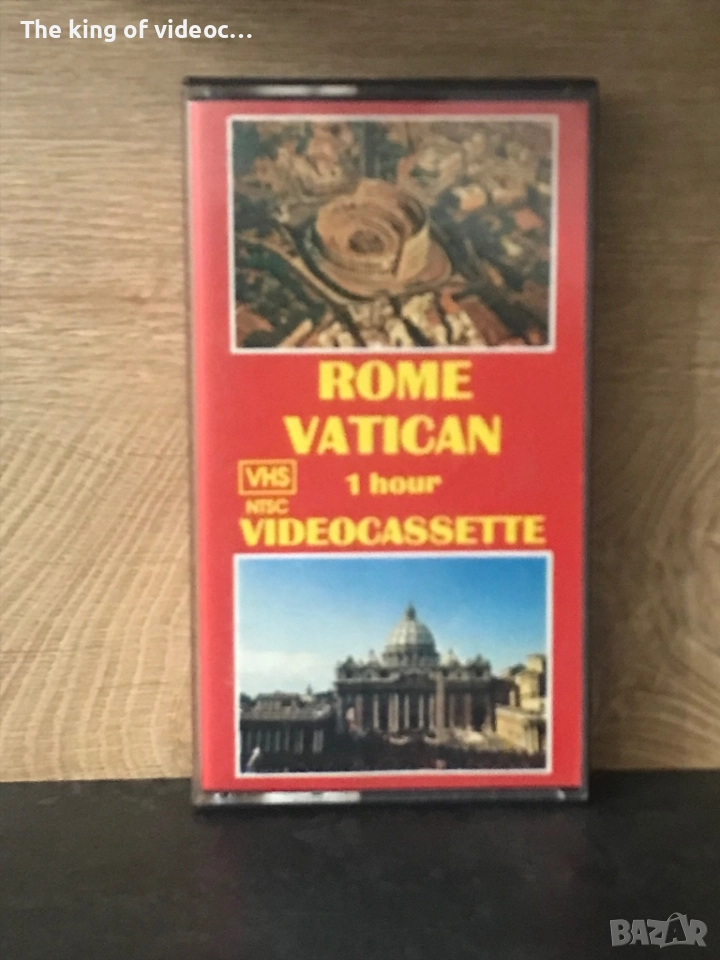 The king of videoc...
ROME
VATICAN
VHS
1 hour
NTSC
VIDEOCASSETTE
BAZAR